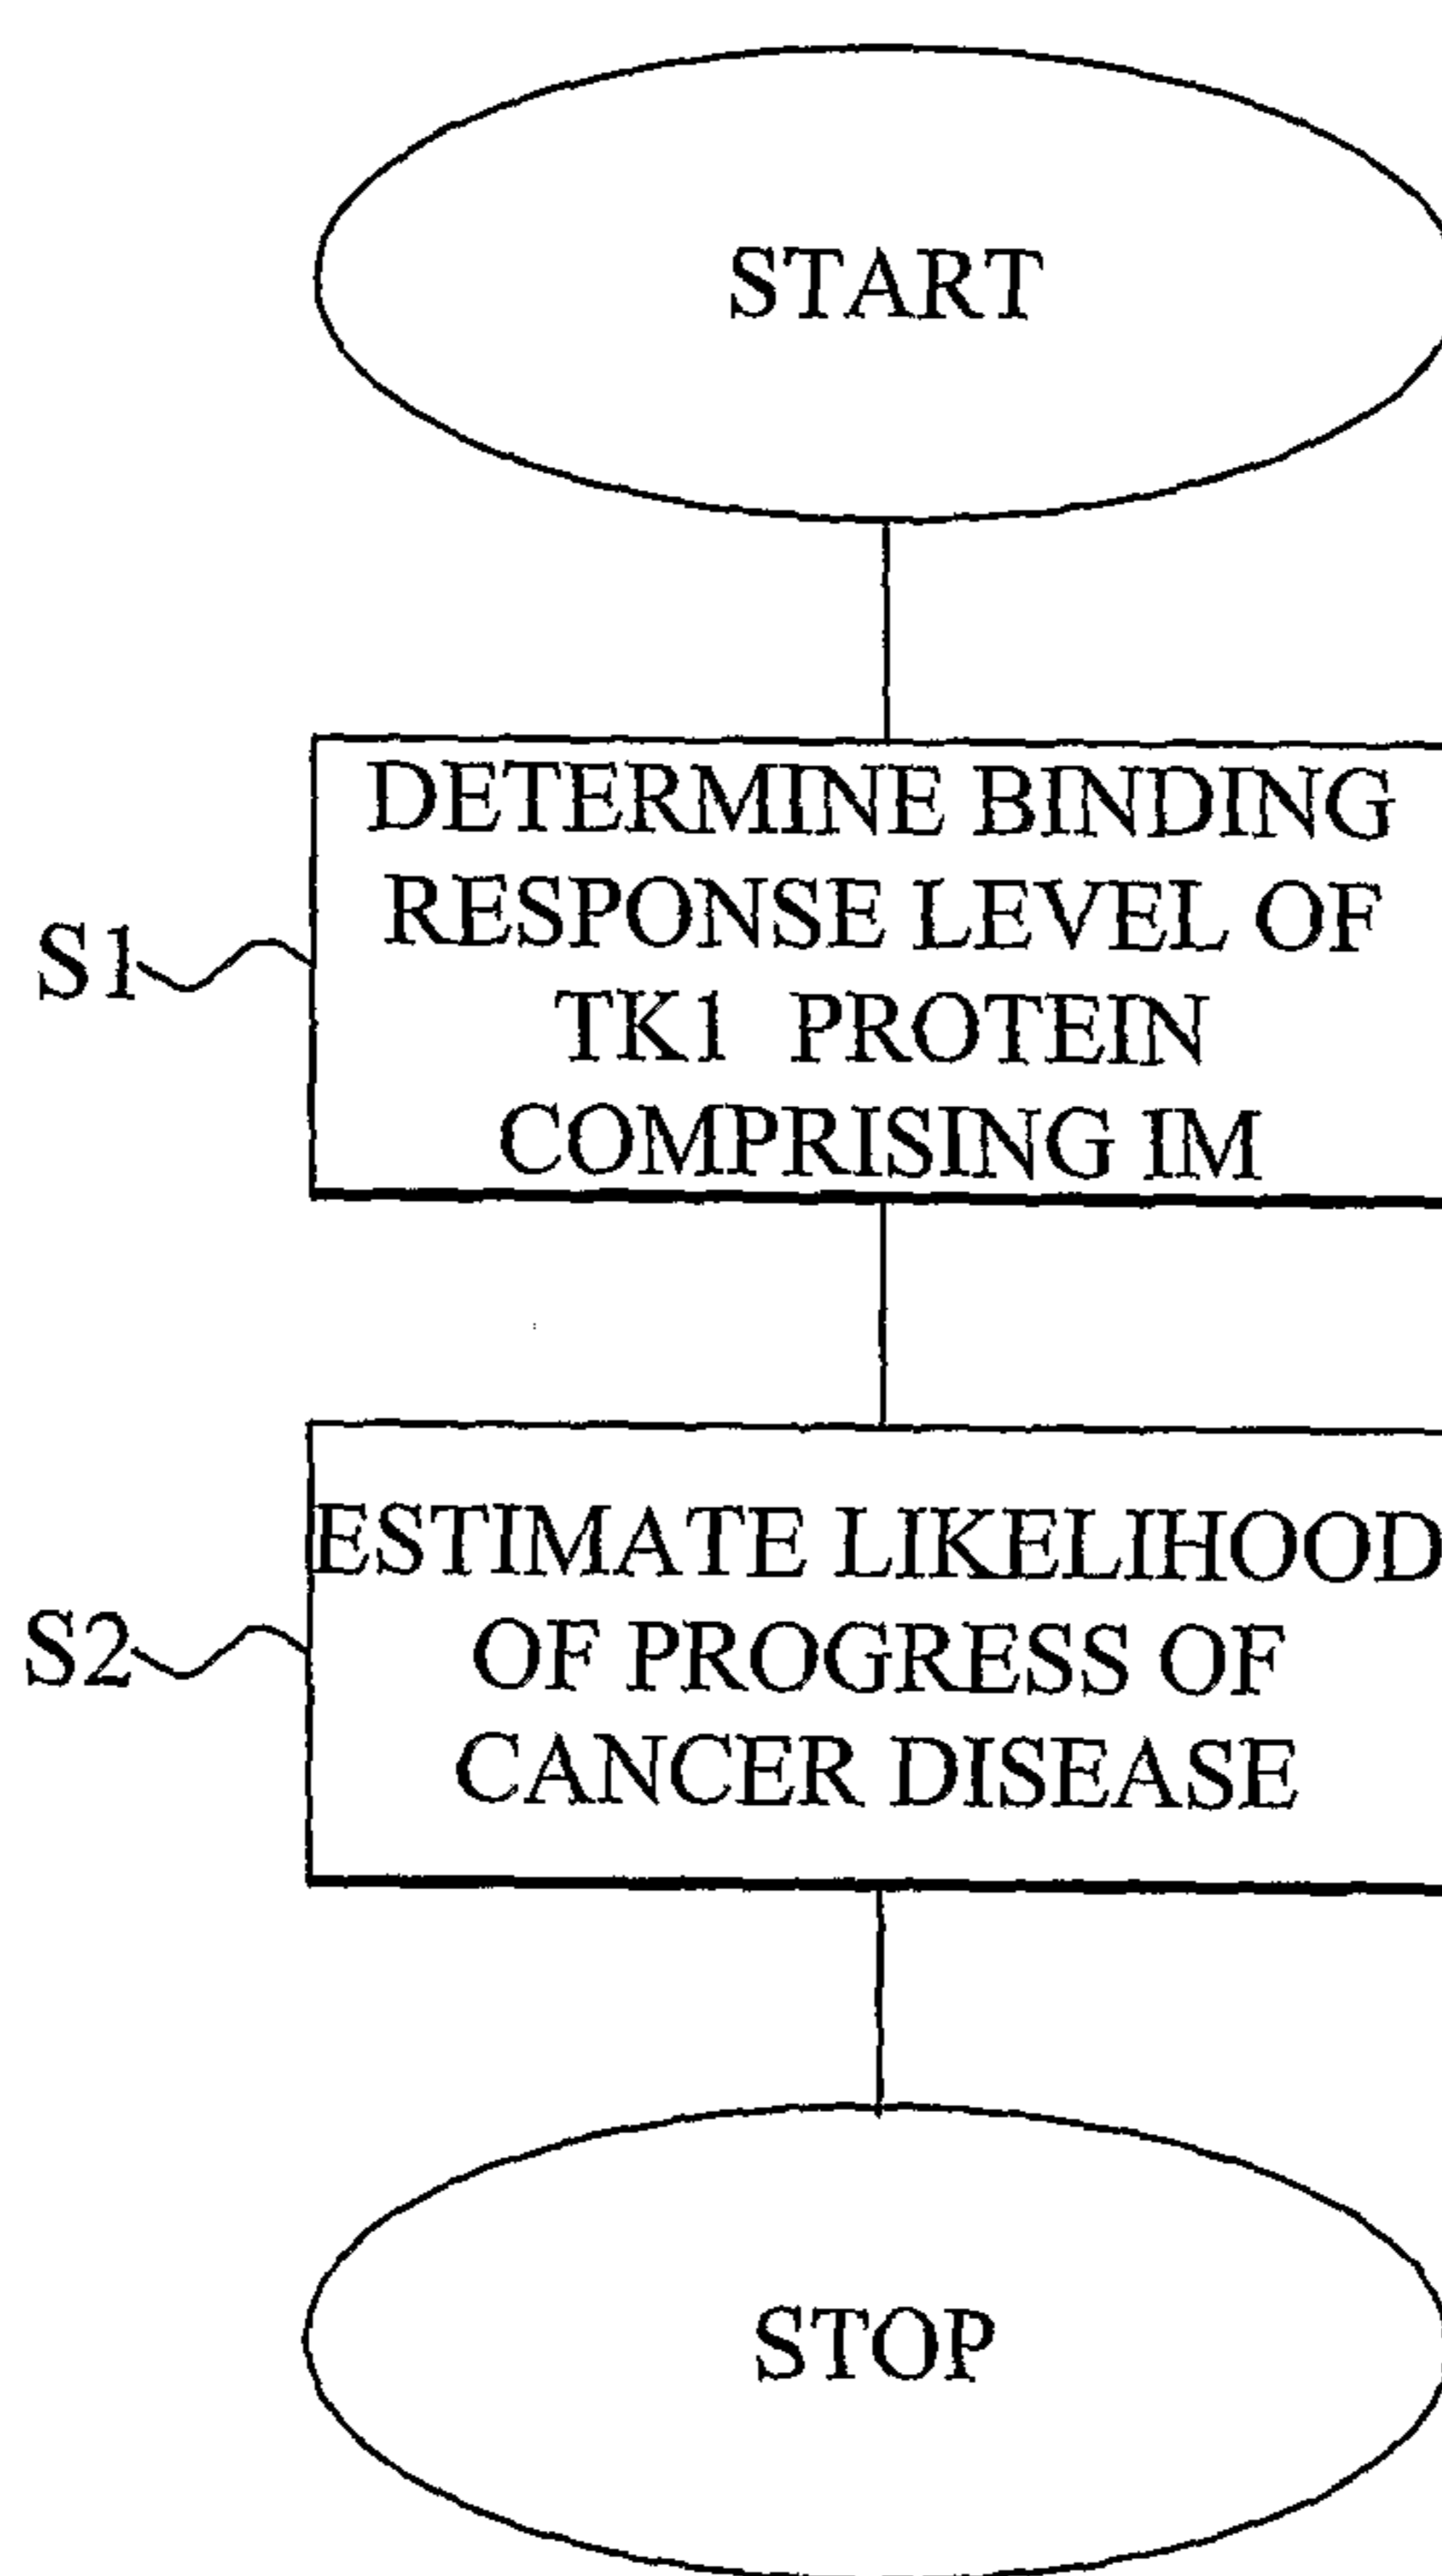 START
DETERMINE BINDING
RESPONSE LEVEL OF
TK1 PROTEIN
COMPRISING IM
S1
ESTIMATE LIKELIHOOD
OF PROGRESS OF
CANCER DISEASE
S2
STOP